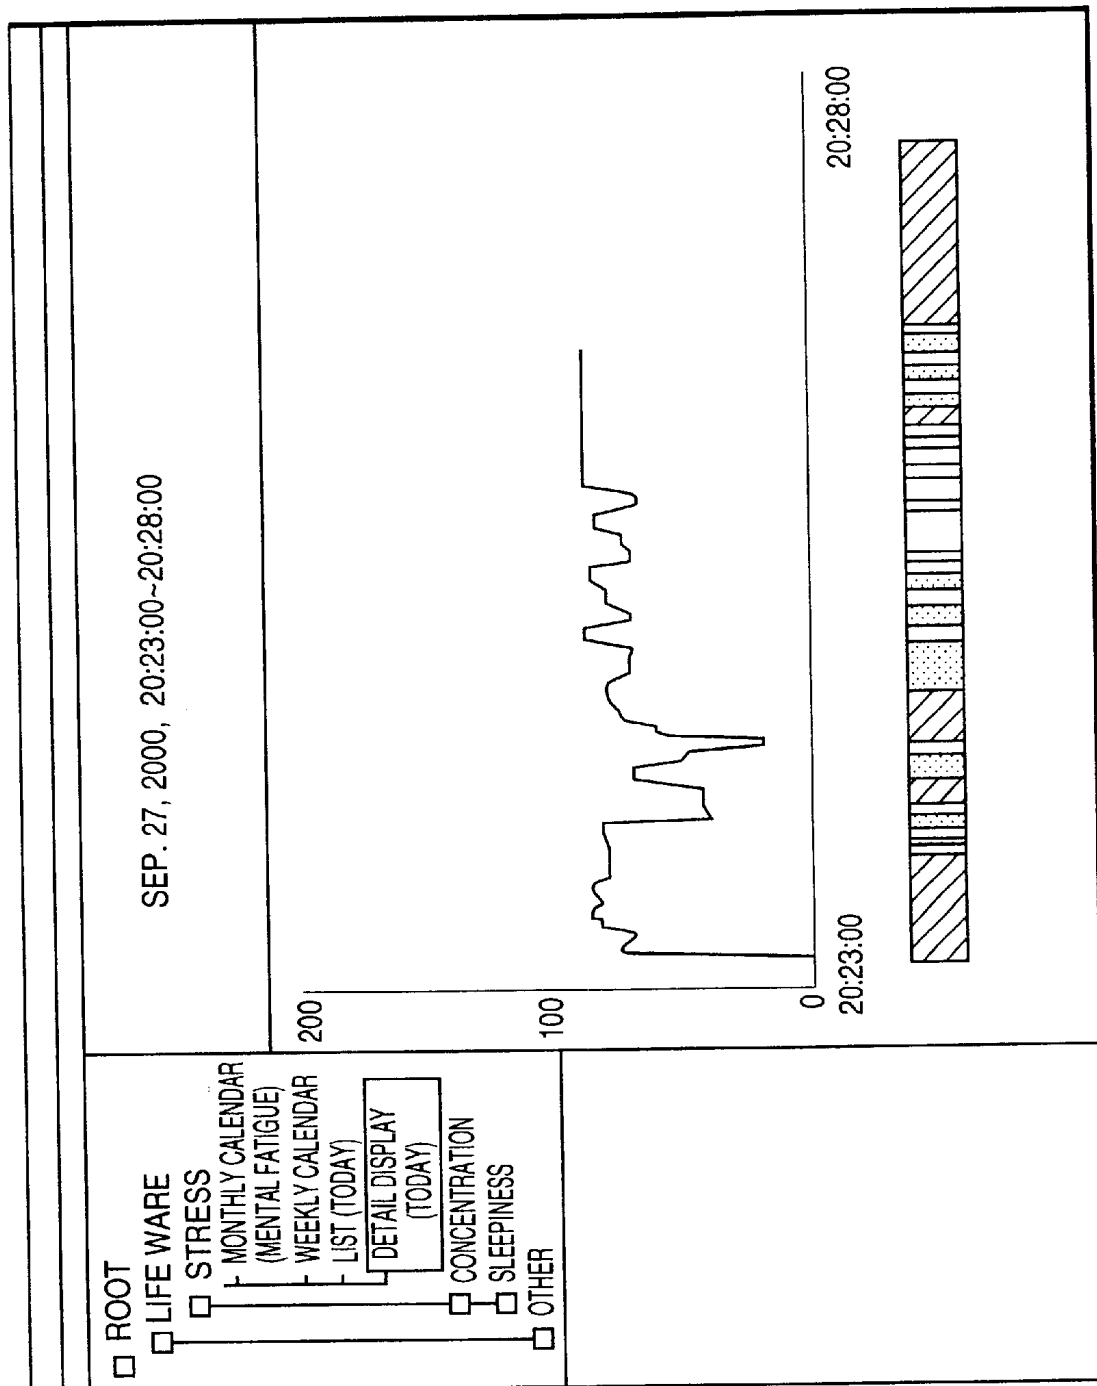 ROOT
LIFE WARE
STRESS
MONTHLY CALENDAR
(MENTAL FATIGUE)
WEEKLY CALENDAR
LIST (TODAY)
DETAIL DISPLAY
(TODAY)
CONCENTRATION
SLEEPINESS
OTHER
SEP. 27, 2000, 20:23:00~20:28:00
200
100
0
20:23:00
20:28:00